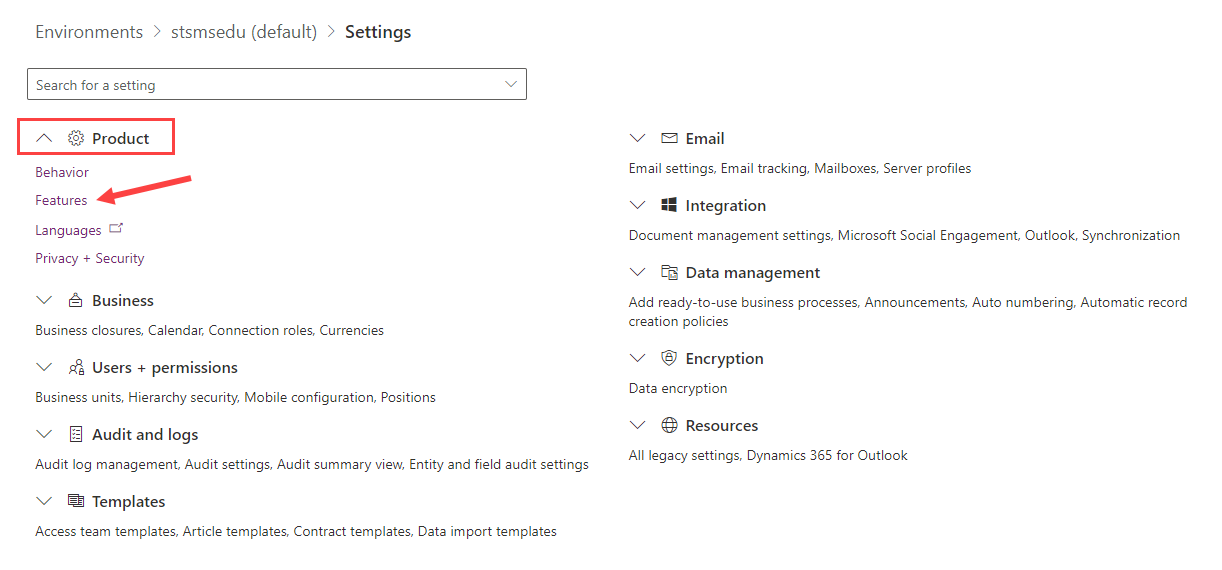 Environments > stsmsedu (default) > Settings
Search for a setting
Product
Behavior
Features
Languages
Privacy + Security
Business
Business closures, Calendar, Connection roles, Currencies
Users + permissions
Business units, Hierarchy security, Mobile configuration, Positions
Audit and logs
Audit log management, Audit settings, Audit summary view, Entity and field audit settings
Templates
Access team templates, Article templates, Contract templates, Data import templates
Email
Email settings, Email tracking, Mailboxes, Server profiles
Integration
Document management settings, Microsoft Social Engagement, Outlook, Synchronization
Data management
Add ready-to-use business processes, Announcements, Auto numbering, Automatic record
creation policies
Encryption
Data encryption
Resources
All legacy settings, Dynamics 365 for Outlook